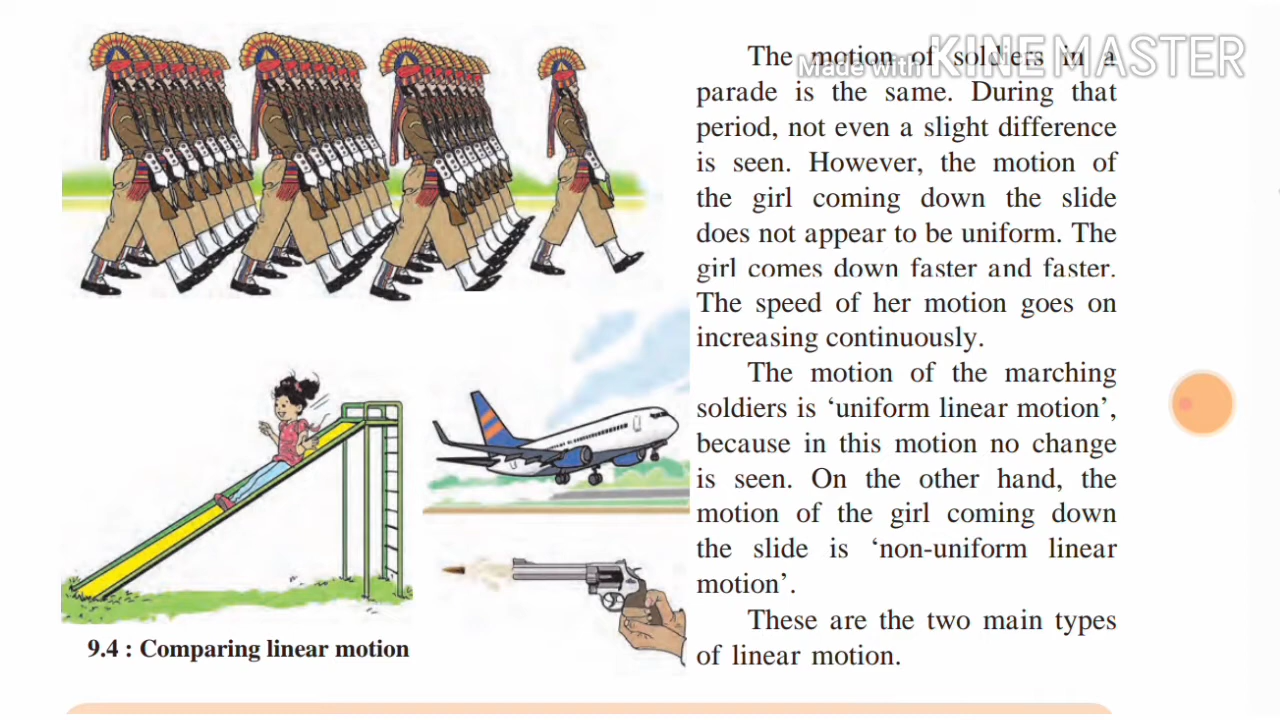 Made with KINEMASTER
The motion of soldiers in a
parade is the same. During that
period, not even a slight difference
is seen. However, the motion of
the girl coming down the slide
does not appear to be uniform. The
girl comes down faster and faster.
The speed of her motion goes on
increasing continuously.
The motion of the marching
soldiers is ‘uniform linear motion’,
because in this motion no change
is seen. On the other hand, the
motion of the girl coming down
the slide is ‘non-uniform linear
motion’.
These are the two main types
of linear motion.
9.4 : Comparing linear motion